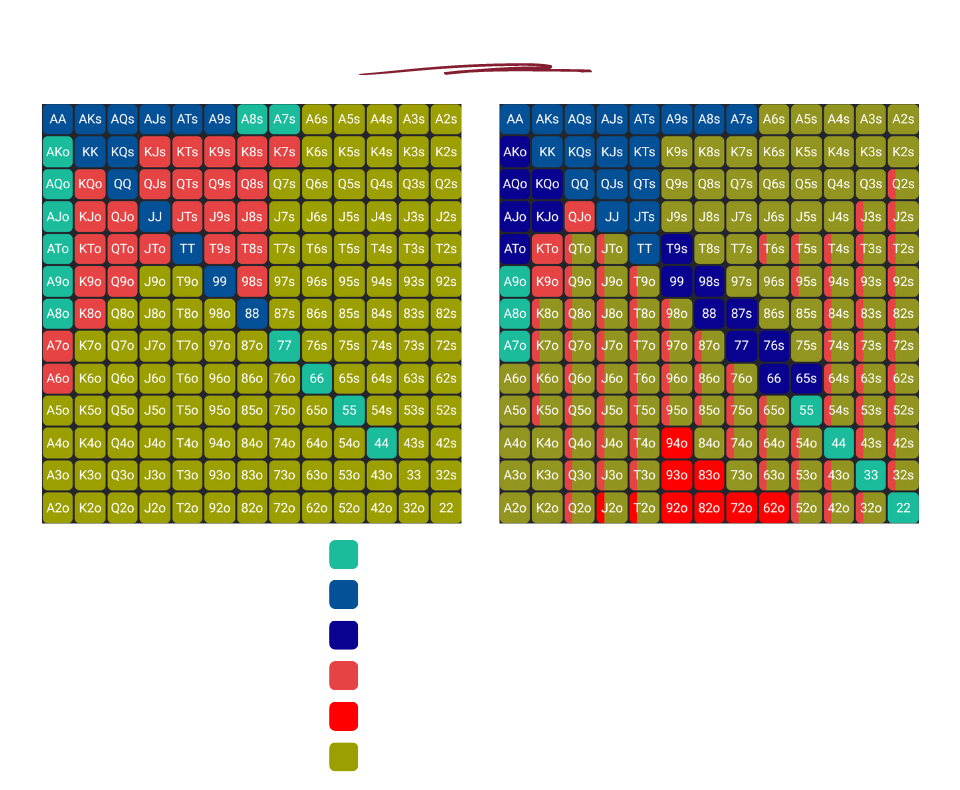 AA AKs AQs AJs ATs A9s A8s A7s A6s A5s A4s A3s A2s
AKo KK KQs KJs KTs K9s K8s K7s K6s K5s K4s K3s K2s
AQo KQo QQ QJs QTs Q9s Q8s Q7s Q6s Q5s Q4s Q3s Q2s
AJo KJo QJo JJ JTs J9s J8s J7s J6s J5s J4s J3s J2s
ATo KTo QTo JTo TT T9s T8s T7s T6s T5s T4s T3s T2s
A9o K9o Q9o J9o T9o 99 98s 97s 96s 95s 94s 93s 92s
A8o K8o Q8o J8o T8o 98o 88 87s 86s 85s 84s 83s 82s
A7o K7o Q7o J7o T7o 97o 87o 77 76s 75s 74s 73s 72s
A6o K6o Q6o J6o T6o 96o 86o 76o 66 65s 64s 63s 62s
A5o K5o Q5o J5o T5o 95o 85o 75o 65o 55 54s 53s 52s
A4o K4o Q4o J4o T4o 94o 84o 74o 64o 54o 44 43s 42s
A3o K3o Q3o J3o T3o 93o 83o 73o 63o 53o 43o 33 32s
A2o K2o Q2o J2o T2o 92o 82o 72o 62o 52o 42o 32o 22
AA AKs AQs AJs ATs A9s A8s A7s A6s A5s A4s A3s A2s
AKo KK KQs KJs KTs K9s K8s K7s K6s K5s K4s K3s K2s
AQo KQo QQ QJs QTs Q9s Q8s Q7s Q6s Q5s Q4s Q3s Q2s
AJo KJo QJo JJ JTs J9s J8s J7s J6s J5s J4s J3s J2s
ATo KTo QTo JTo TT T9s T8s T7s T6s T5s T4s T3s T2s
A9o K9o Q9o J9o T9o 99 98s 97s 96s 95s 94s 93s 92s
A8o K8o Q8o J8o T8o 98o 88 87s 86s 85s 84s 83s 82s
A7o K7o Q7o J7o T7o 97o 87o 77 76s 75s 74s 73s 72s
A6o K6o Q6o J6o T6o 96o 86o 76o 66 65s 64s 63s 62s
A5o K5o Q5o J5o T5o 95o 85o 75o 65o 55 54s 53s 52s
A4o K4o Q4o J4o T4o 94o 84o 74o 64o 54o 44 43s 42s
A3o K3o Q3o J3o T3o 93o 83o 73o 63o 53o 43o 33 32s
A2o K2o Q2o J2o T2o 92o 82o 72o 62o 52o 42o 32o 22